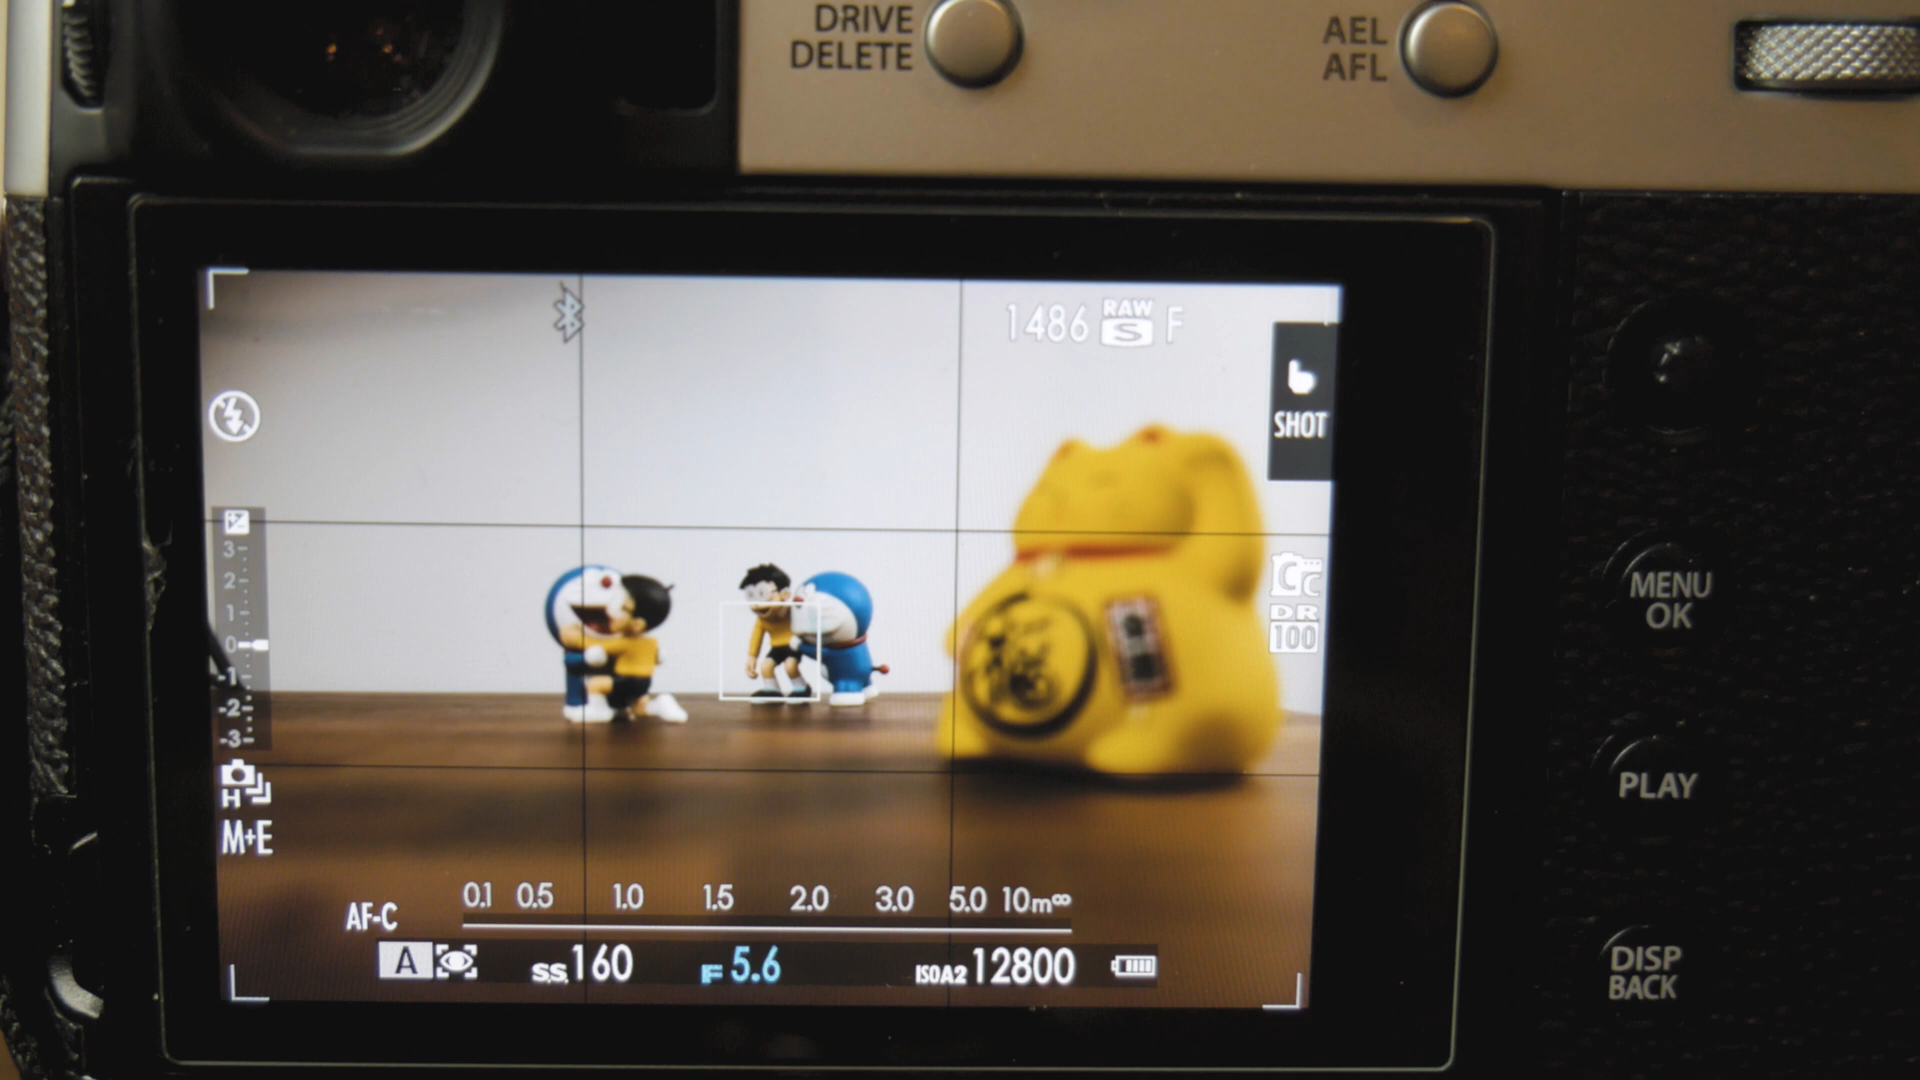 DRIVE
DELETE
AEL
AFL
1486 RAW S F
SHOT
3
2
1
0
-1
-2
-3
C C
DR
100
H
M+E
0.1 0.5 1.0 1.5 2.0 3.0 5.0 10m∞
AF-C
A SS 160 F 5.6 ISOA2 12800
MENU
OK
PLAY
DISP
BACK